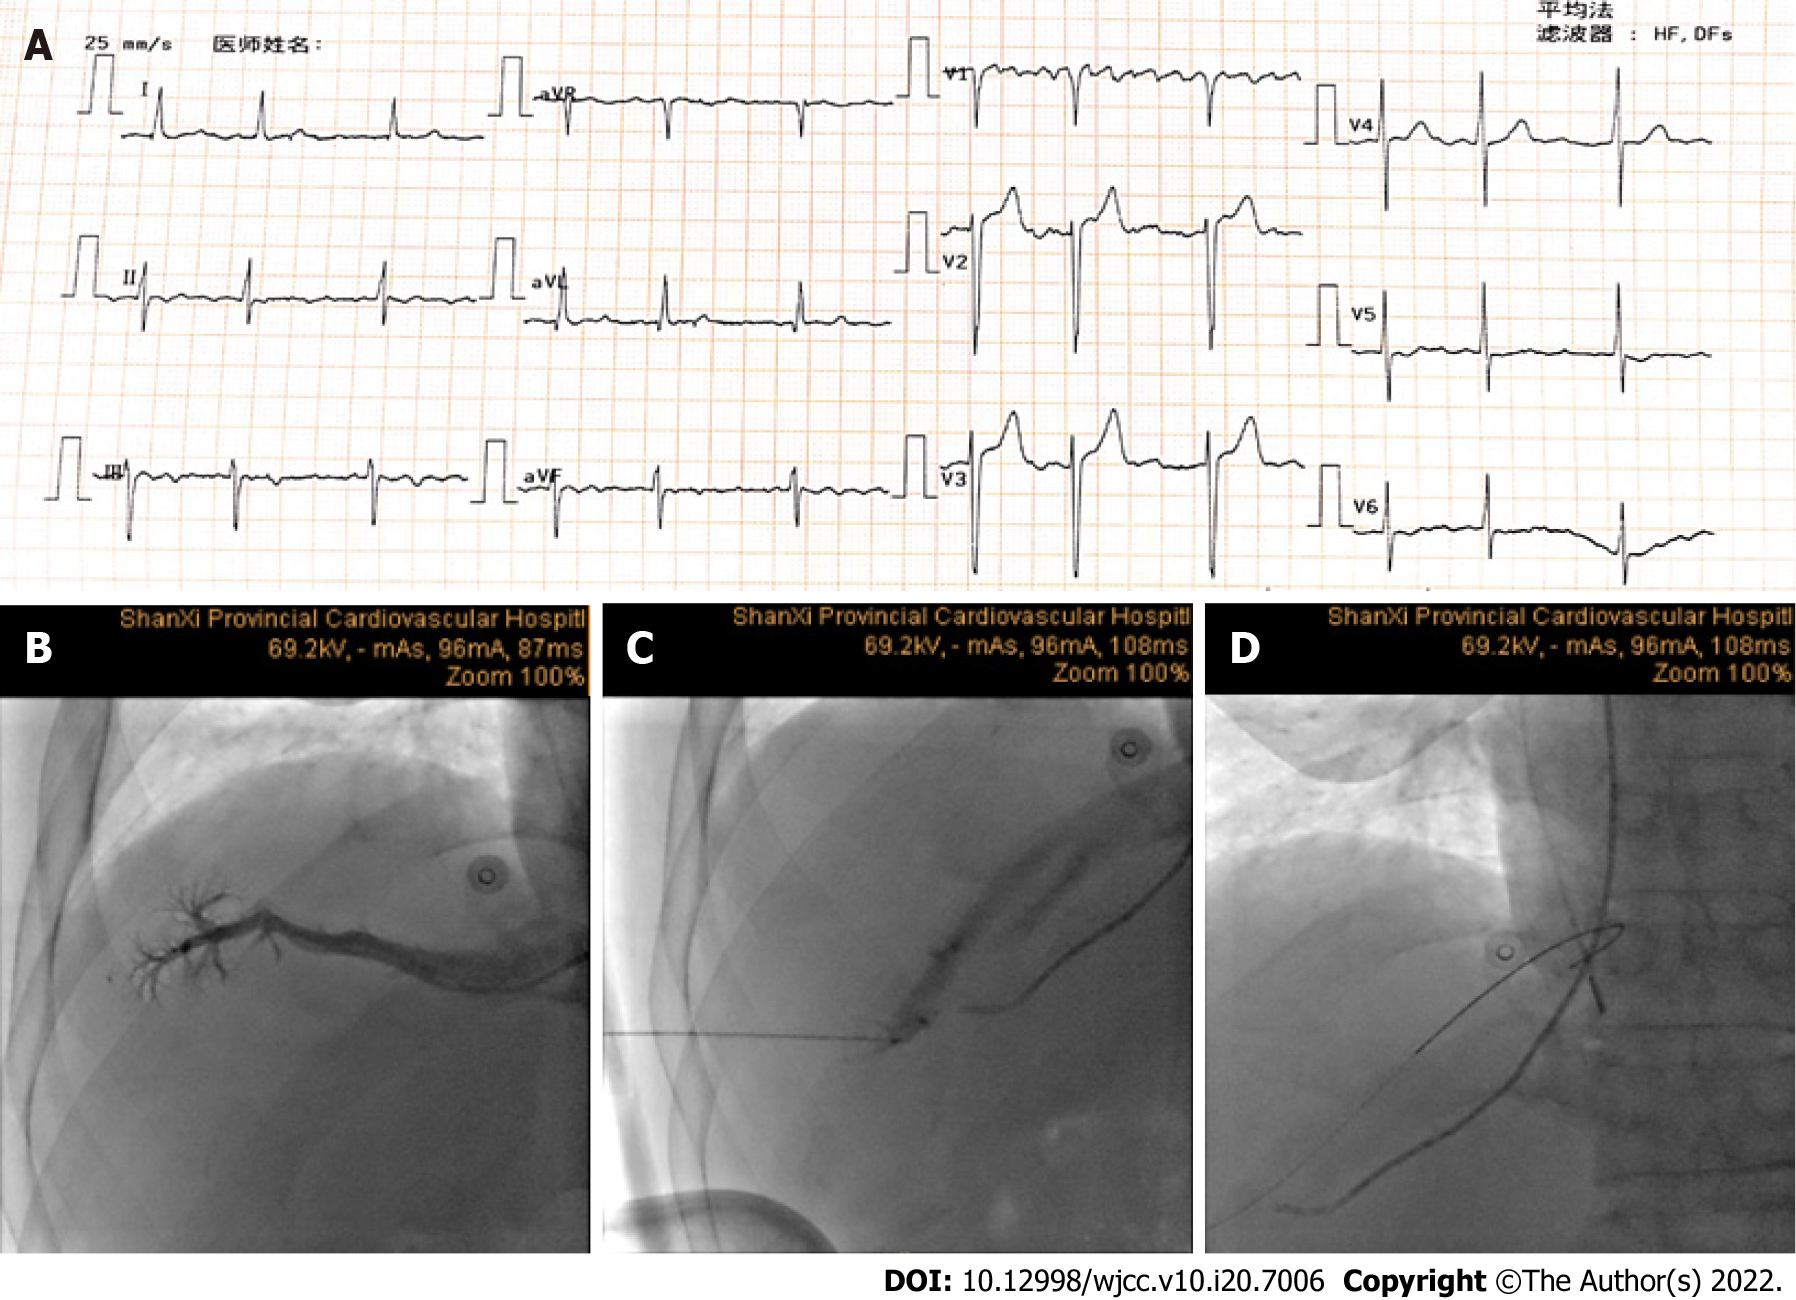 A
25 mm/s 医师姓名:
平均法
滤波器 : HF, DFs
I
aVR
V1
V4
II
aVL
V2
V5
III
aVF
V3
V6
B
ShanXi Provincial Cardiovascular Hospitl
69.2kV, - mAs, 96mA, 87ms
Zoom 100%
C
ShanXi Provincial Cardiovascular Hospitl
69.2kV, - mAs, 96mA, 108ms
Zoom 100%
D
ShanXi Provincial Cardiovascular Hospitl
69.2kV, - mAs, 96mA, 108ms
Zoom 100%
DOI: 10.12998/wjcc.v10.i20.7006 Copyright ©The Author(s) 2022.